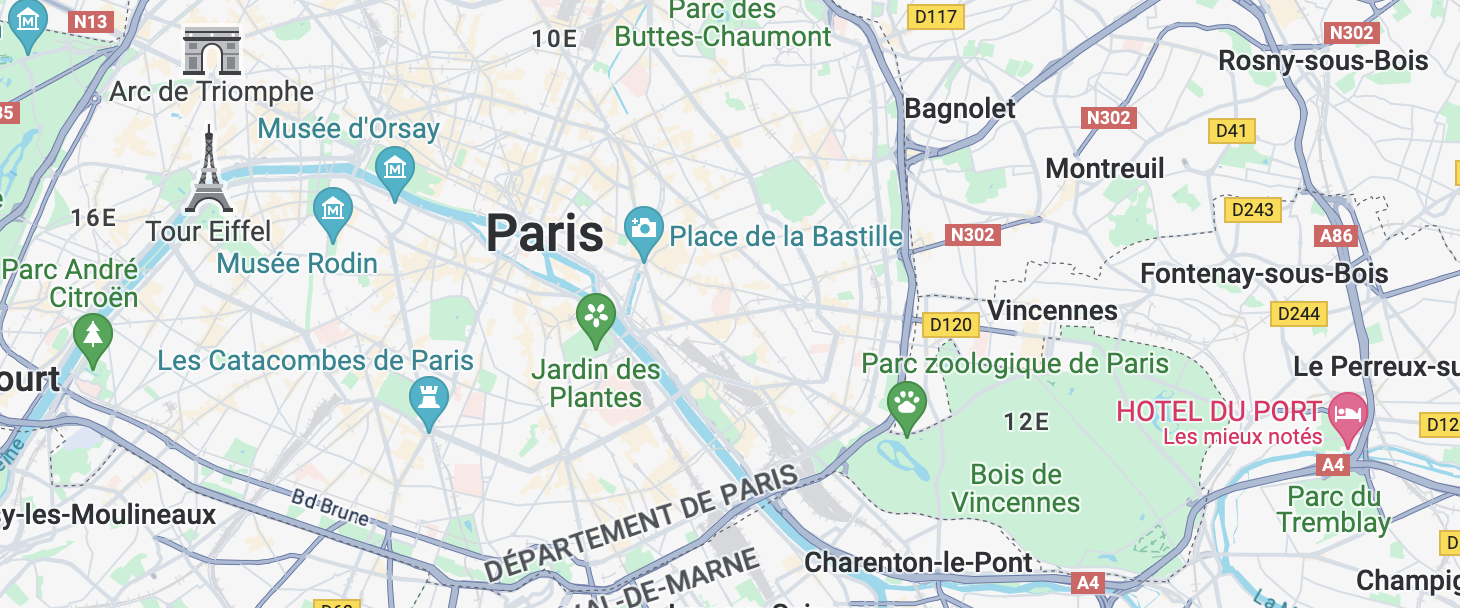 N13
Parc des
Buttes-Chaumont
D117
10E
N302
Rosny-sous-Bois
Arc de Triomphe
Bagnolet
N302
D41
Musée d'Orsay
Montreuil
16E
Tour Eiffel
Musée Rodin
Paris
Place de la Bastille
N302
D243
A86
Parc André
Citroën
Fontenay-sous-Bois
Vincennes
D120
D244
Les Catacombes de Paris
Jardin des
Plantes
Parc zoologique de Paris
Le Perreux-su
ourt
12E
HOTEL DU PORT
Les mieux notés
D12
A4
Bois de
Vincennes
Parc du
Tremblay
eine
y-les-Moulineaux
Bd Brune
DÉPARTEMENT DE PARIS
VAL-DE-MARNE
Charenton-le-Pont
A4
Champig
La M